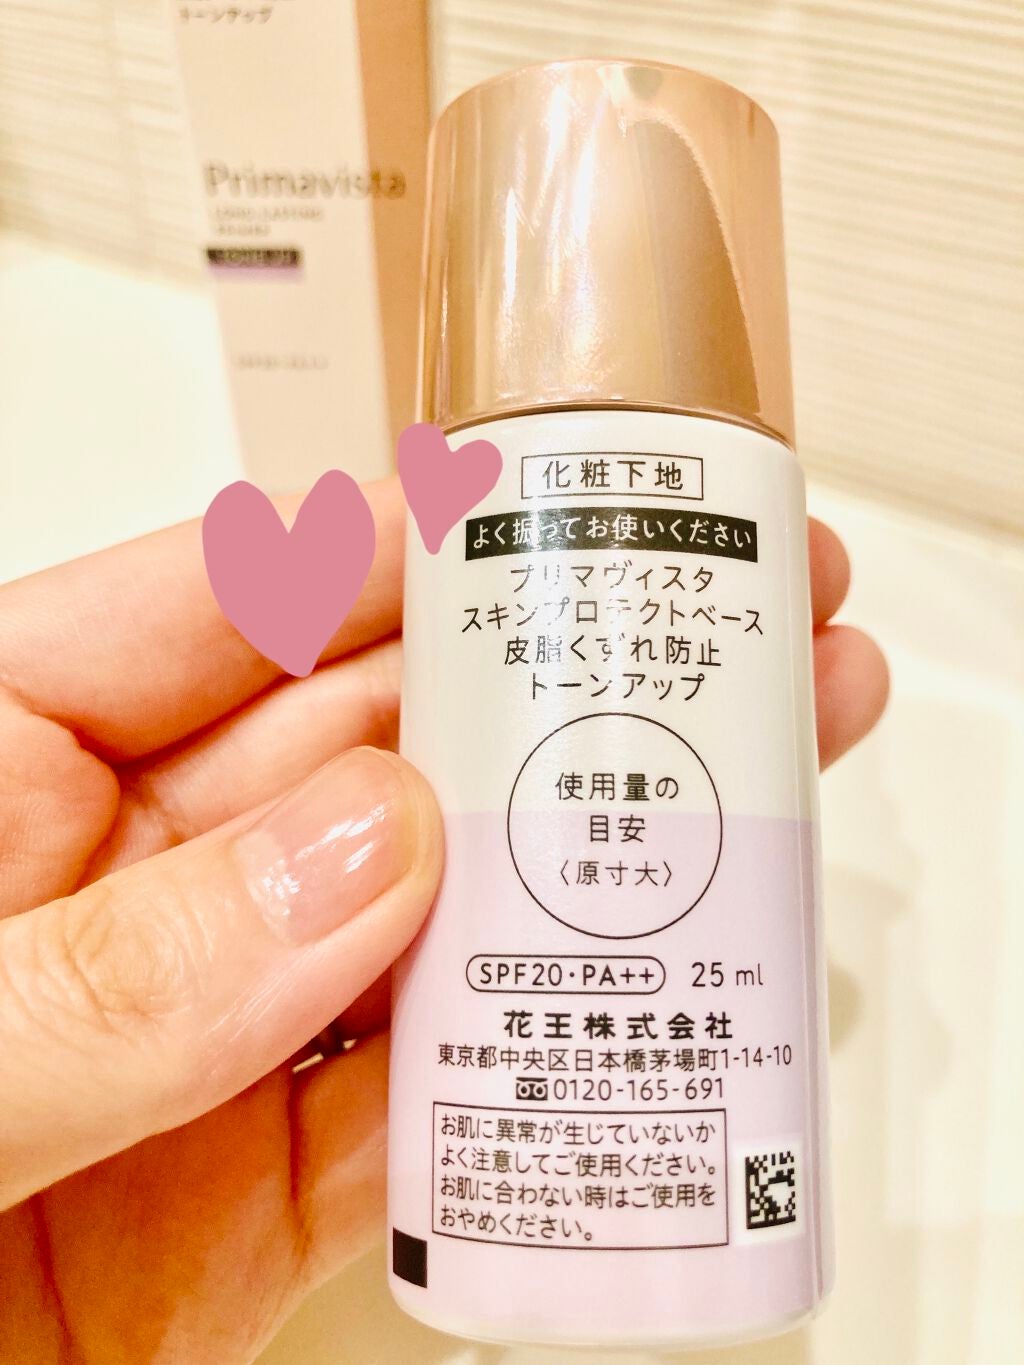 トーンアップ
Primavista
LONG LASTING
化粧下地
よく振ってお使いください
プリマヴィスタ
スキンプロテクトベース
皮脂くずれ防止
トーンアップ
使用量の
目安
〈原寸大〉
SPF20・PA++ 25 ml
花王株式会社
東京都中央区日本橋茅場町1-14-10
0120-165-691
お肌に異常が生じていないか
よく注意してご使用ください。
お肌に合わない時はご使用を
おやめください。